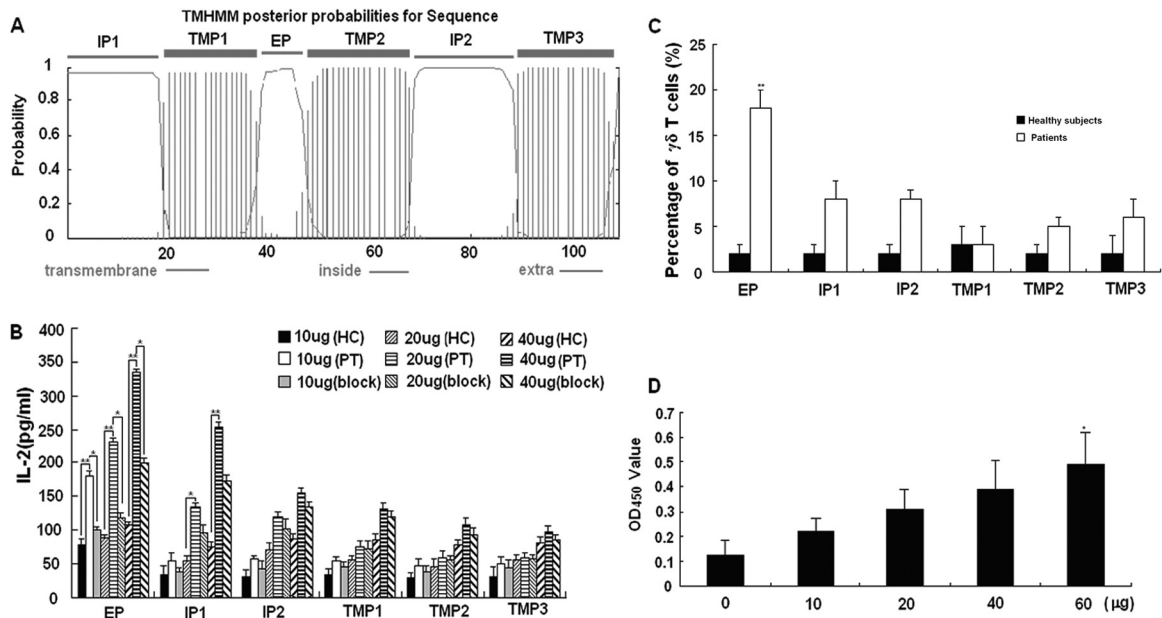 A
TMHMM posterior probabilities for Sequence
IP1 TMP1 EP TMP2 IP2 TMP3
Probability
1
0.8
0.6
0.4
0.2
0
20 40 60 80 100
transmembrane inside extra
B
IL-2(pg/ml)
400
350
300
250
200
150
100
50
0
10ug (HC) 20ug (HC) 40ug (HC)
10ug (PT) 20ug (PT) 40ug (PT)
10ug(block) 20ug(block) 40ug(block)
** * ** * ** *
* **
EP IP1 IP2 TMP1 TMP2 TMP3
C
Percentage of γδ T cells (%)
25
20
15
10
5
0
**
Healthy subjects
Patients
EP IP1 IP2 TMP1 TMP2 TMP3
D
OD450 Value
0.7
0.6
0.5
0.4
0.3
0.2
0.1
0
*
0 10 20 40 60 (μg)